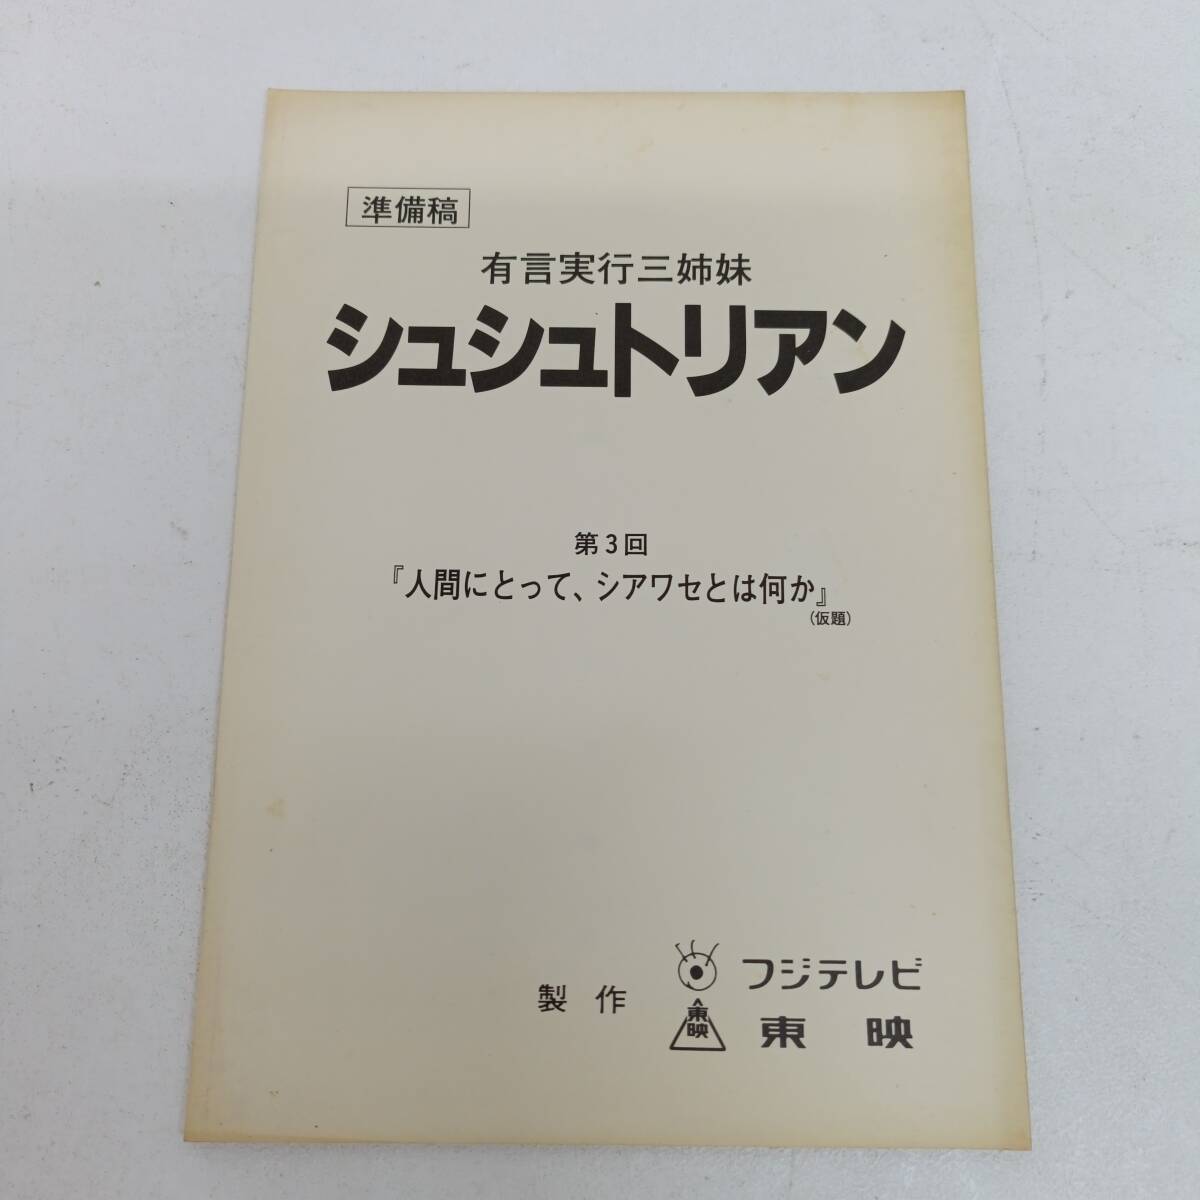 準備稿
有言実行三姉妹
シュシュトリアン
第3回
『人間にとって、シアワセとは何か』
(仮題)
製作
フジテレビ
東映
東映